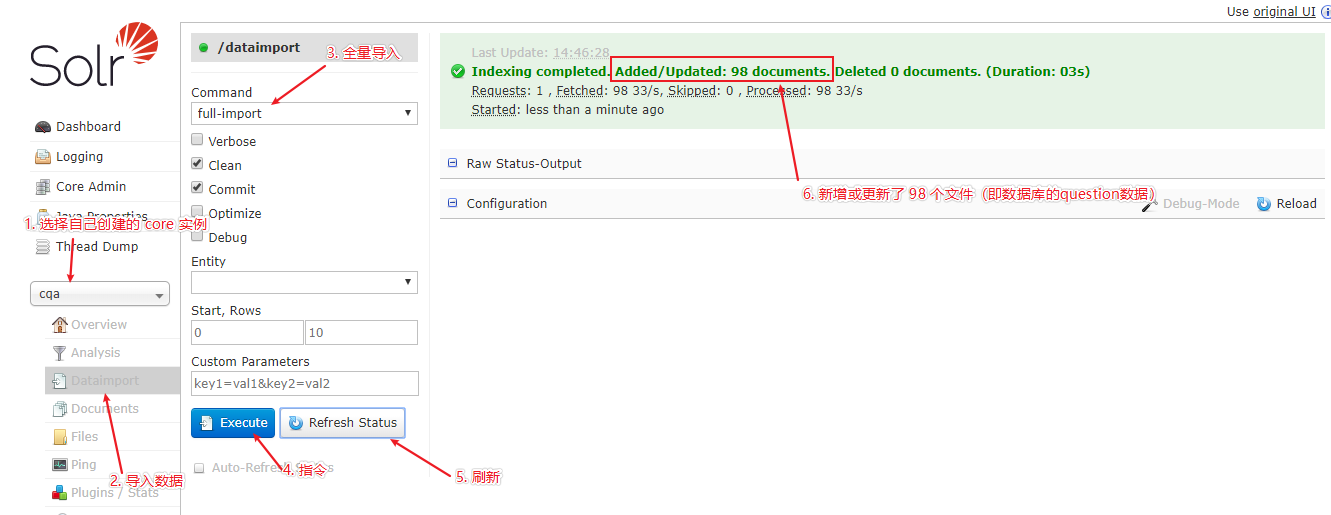 Use original UI
Solr
Dashboard
Logging
Core Admin
Java Properties
1. 选择自己创建的 core 实例
Thread Dump
cqa
Overview
Analysis
Dataimport
Documents
Files
Ping
2. 导入数据
Plugins / Stats
/dataimport
3. 全量导入
Command
full-import
Verbose
Clean
Commit
Optimize
Debug
Entity
Start, Rows
0
10
Custom Parameters
key1=val1&key2=val2
Execute
Refresh Status
Auto-Refresh Status
4. 指令
5. 刷新
Last Update: 14:46:28
Indexing completed. Added/Updated: 98 documents. Deleted 0 documents. (Duration: 03s)
Requests: 1 , Fetched: 98 33/s, Skipped: 0 , Processed: 98 33/s
Started: less than a minute ago
Raw Status-Output
6. 新增或更新了 98 个文件（即数据库的question数据）
Configuration
Debug-Mode
Reload